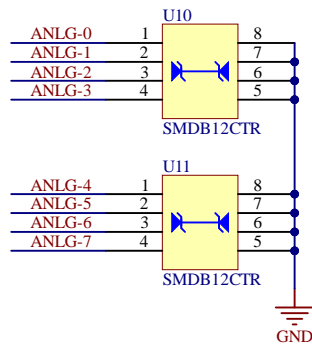 U10
ANLG-0 1 8
ANLG-1 2 7
ANLG-2 3 6
ANLG-3 4 5
SMDB12CTR
U11
ANLG-4 1 8
ANLG-5 2 7
ANLG-6 3 6
ANLG-7 4 5
SMDB12CTR
GND